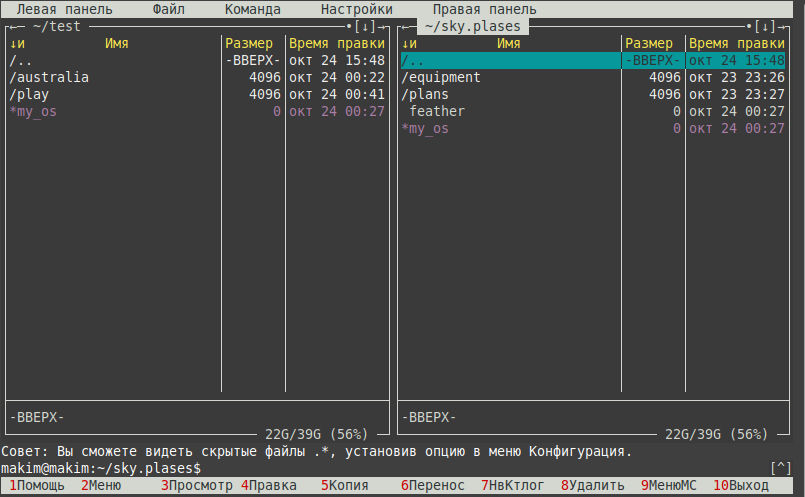 Левая панель Файл Команда Настройки Правая панель
←─ ~/test ─•[↓]→ ←─ ~/sky.plases ─•[↓]→
↓и Имя Размер Время правки ↓и Имя Размер Время правки
/.. -ВВЕРХ- окт 24 15:48 /.. -ВВЕРХ- окт 24 15:48
/australia 4096 окт 24 00:22 /equipment 4096 окт 23 23:26
/play 4096 окт 24 00:41 /plans 4096 окт 23 23:27
*my_os 0 окт 24 00:27 feather 0 окт 24 00:27
*my_os 0 окт 24 00:27
-ВВЕРХ- -ВВЕРХ-
22G/39G (56%) 22G/39G (56%)
Совет: Вы сможете видеть скрытые файлы .*, установив опцию в меню Конфигурация.
makim@makim:~/sky.plases$ [^]
1Помощь 2Меню 3Просмотр 4Правка 5Копия 6Перенос 7НвКтлог 8Удалить 9МенюMC 10Выход